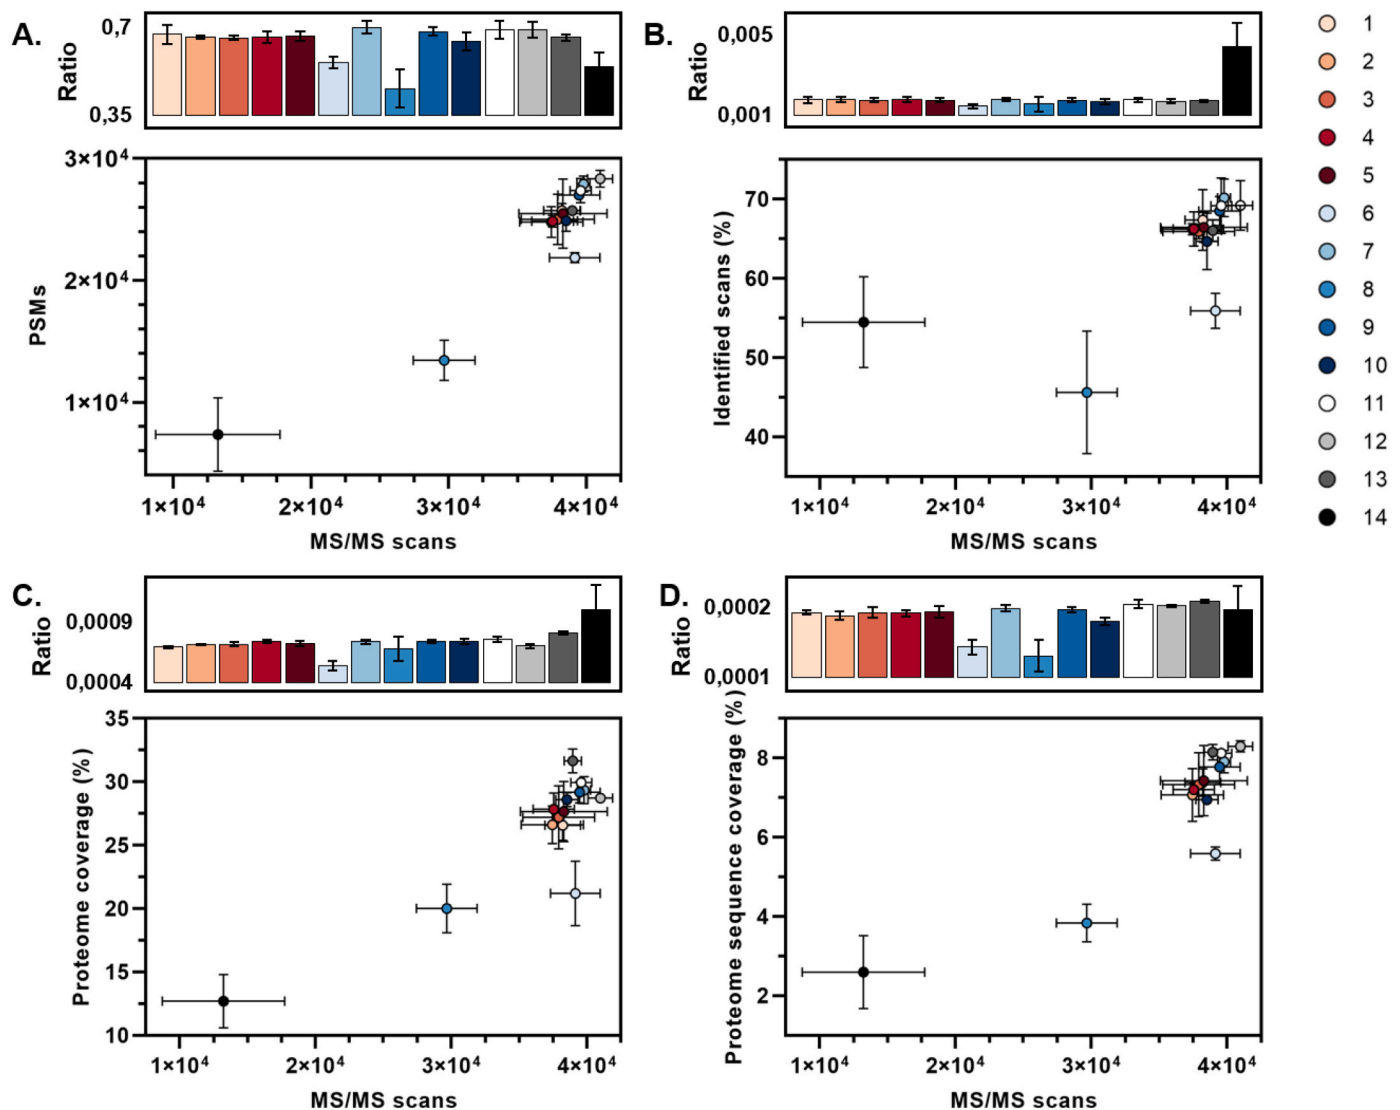 A.
Ratio
0,7
0,35
PSMs
3×10⁴
2×10⁴
1×10⁴
1×10⁴ 2×10⁴ 3×10⁴ 4×10⁴
MS/MS scans
B.
Ratio
0,005
0,001
Identified scans (%)
70
60
50
40
1×10⁴ 2×10⁴ 3×10⁴ 4×10⁴
MS/MS scans
1
2
3
4
5
6
7
8
9
10
11
12
13
14
C.
Ratio
0,0009
0,0004
Proteome coverage (%)
35
30
25
20
15
10
1×10⁴ 2×10⁴ 3×10⁴ 4×10⁴
MS/MS scans
D.
Ratio
0,0002
0,0001
Proteome sequence coverage (%)
8
6
4
2
1×10⁴ 2×10⁴ 3×10⁴ 4×10⁴
MS/MS scans